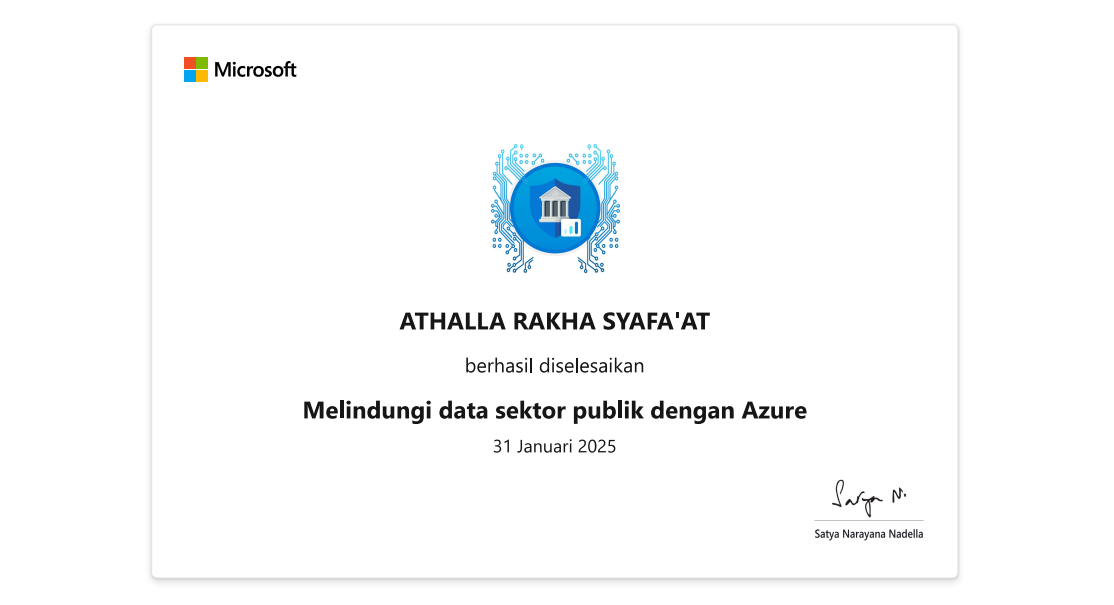 Microsoft
ATHALLA RAKHA SYAFA'AT
berhasil diselesaikan
Melindungi data sektor publik dengan Azure
31 Januari 2025
Satya N.
Satya Narayana Nadella